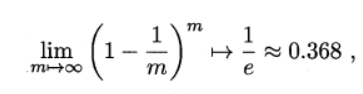 lim_{m↦∞} (1 − 1/m)^m ↦ 1/e ≈ 0.368 ,